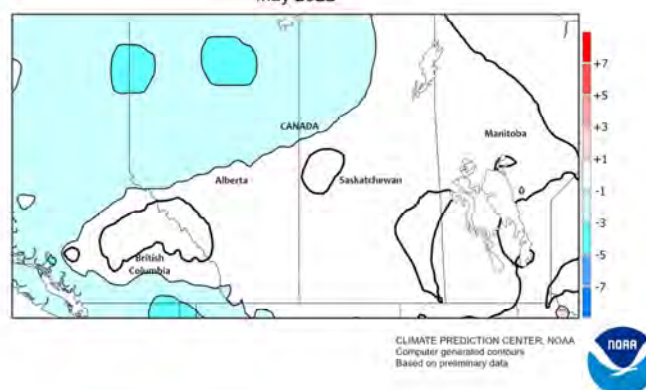 CANADA
Manitoba
Alberta
Saskatchewan
British
Columbia
+7
+5
+3
+1
-1
-3
-5
-7
CLIMATE PREDICTION CENTER, NOAA
Computer generated contours
Based on preliminary data
NOAA